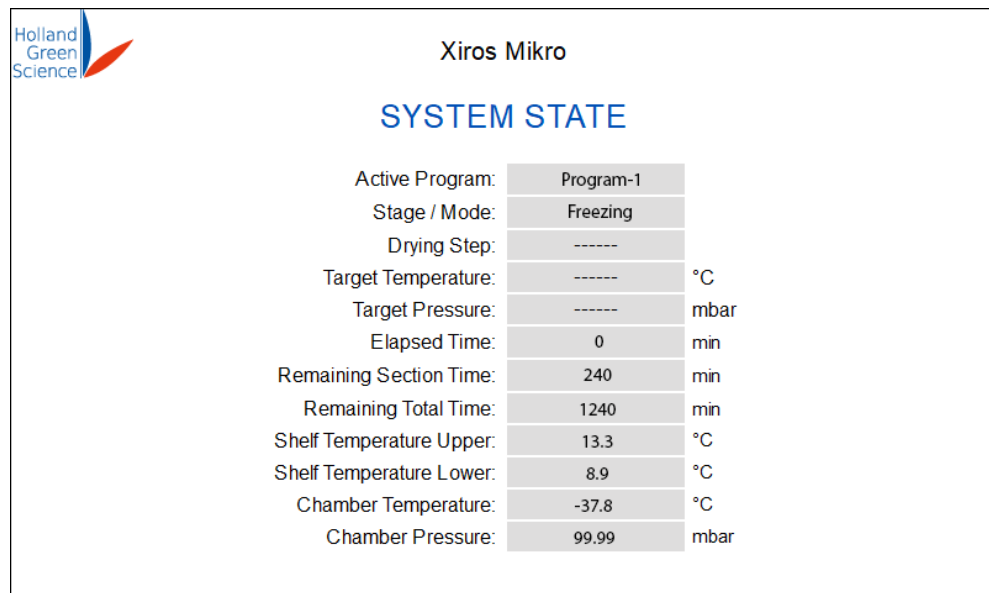 Holland
Green
Science
Xiros Mikro
SYSTEM STATE
Active Program: Program-1
Stage / Mode: Freezing
Drying Step: ------
Target Temperature: ------ °C
Target Pressure: ------ mbar
Elapsed Time: 0 min
Remaining Section Time: 240 min
Remaining Total Time: 1240 min
Shelf Temperature Upper: 13.3 °C
Shelf Temperature Lower: 8.9 °C
Chamber Temperature: -37.8 °C
Chamber Pressure: 99.99 mbar